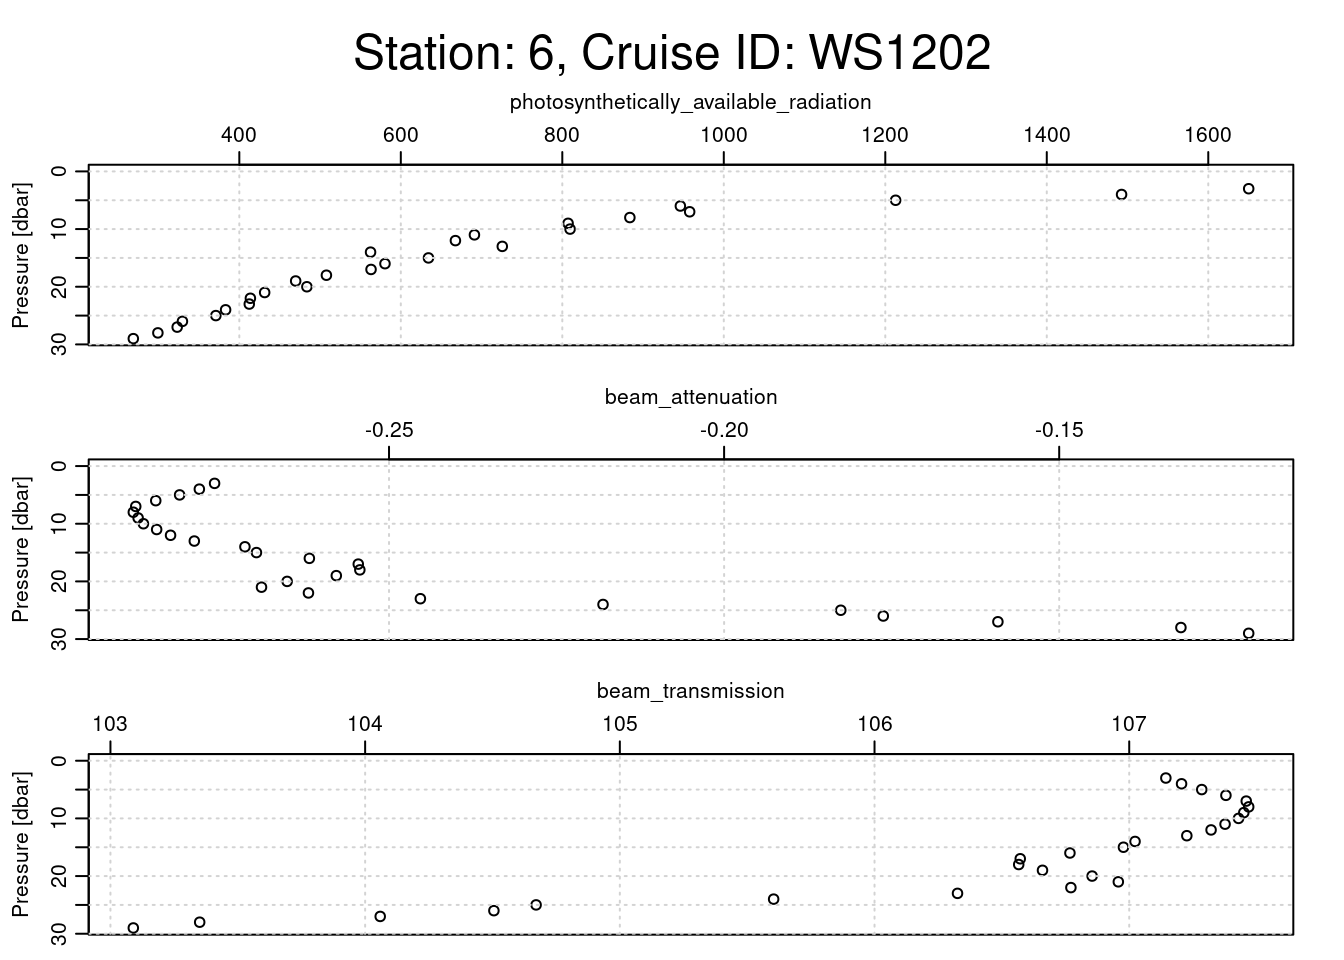 Station: 6, Cruise ID: WS1202
photosynthetically_available_radiation
400 600 800 1000 1200 1400 1600
Pressure [dbar]
0
10
20
30
beam_attenuation
-0.25 -0.20 -0.15
Pressure [dbar]
0
10
20
30
beam_transmission
103 104 105 106 107
Pressure [dbar]
0
10
20
30